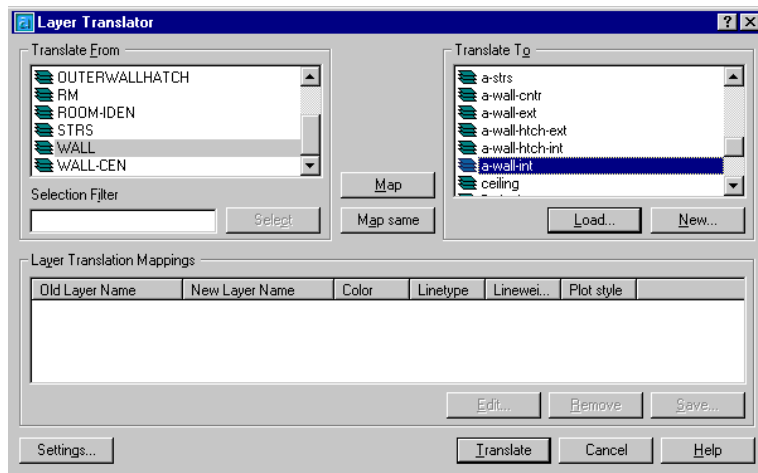 Layer Translator
Translate From
OUTERWALLHATCH
RM
ROOM-IDEN
STRS
WALL
WALL-CEN
Selection Filter
Select
Map
Map same
Translate To
a-strs
a-wall-cntr
a-wall-ext
a-wall-htch-ext
a-wall-htch-int
a-wall-int
ceiling
Load...
New...
Layer Translation Mappings
Old Layer Name New Layer Name Color Linetype Linewei... Plot style
Edit... Remove Save...
Settings... Translate Cancel Help